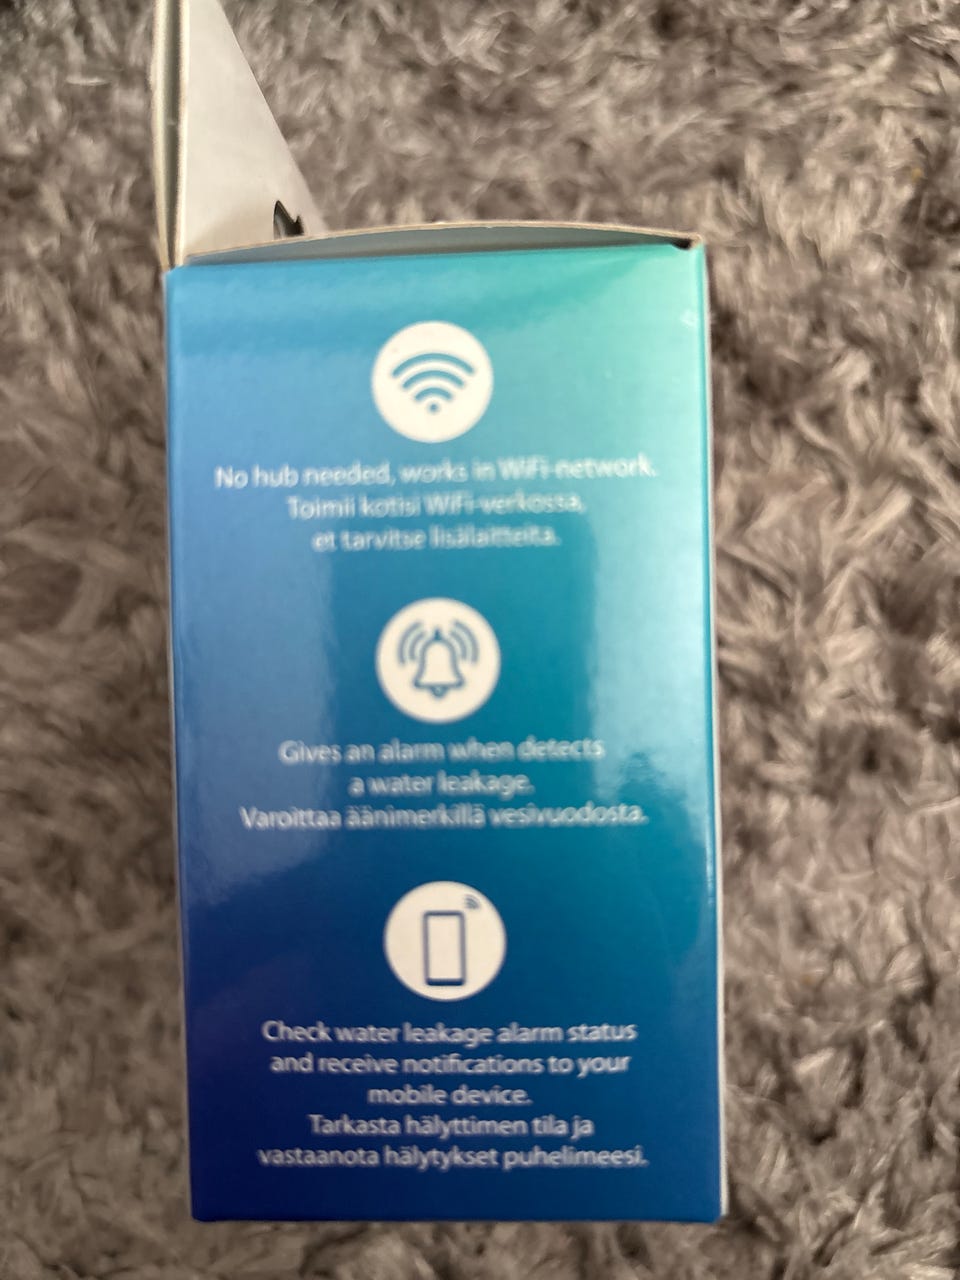 No hub needed, works in WiFi-network.
Toimii kotisi WiFi-verkossa,
et tarvitse lisälaitteita.
Gives an alarm when detects
a water leakage.
Varoittaa äänimerkillä vesivuodosta.
Check water leakage alarm status
and receive notifications to your
mobile device.
Tarkasta hälyttimen tila ja
vastaanota hälytykset puhelimeesi.